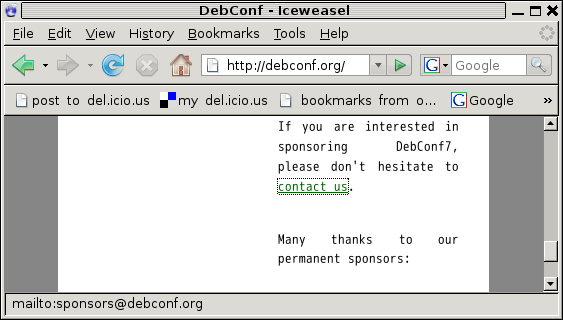 DebConf - Iceweasel
File Edit View History Bookmarks Tools Help
http://debconf.org/ G Google
post to del.icio.us my del.icio.us bookmarks from o... G Google »
If you are interested in
sponsoring DebConf7,
please don't hesitate to
contact us.
Many thanks to our
permanent sponsors:
mailto:sponsors@debconf.org